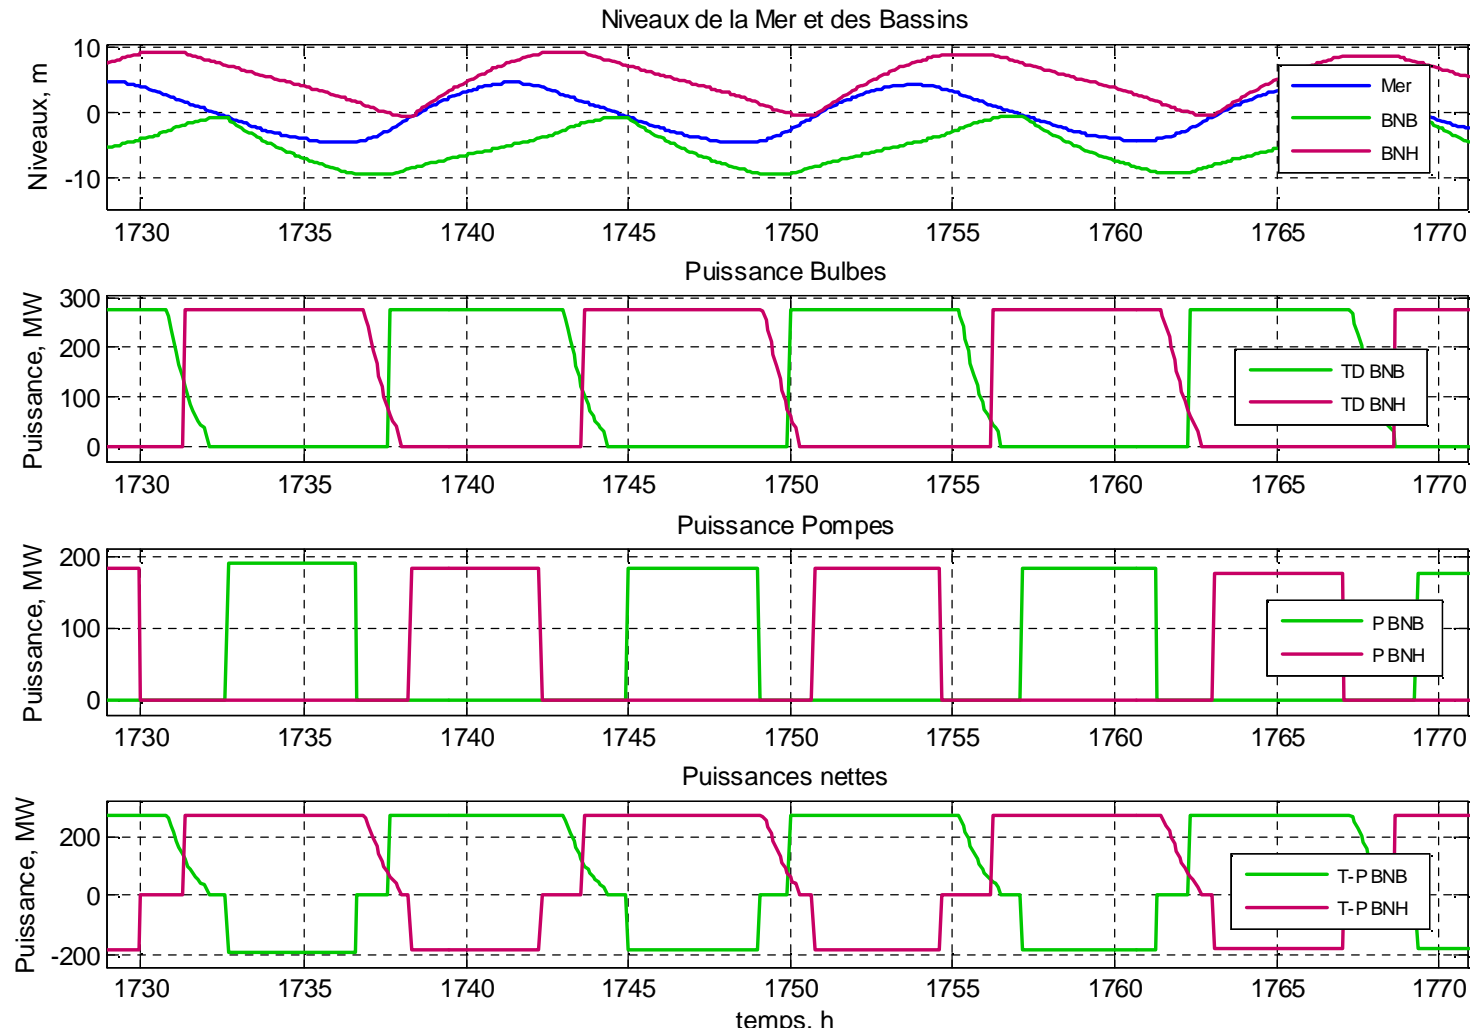 Niveaux de la Mer et des Bassins
Niveaux, m
10
0
-10
Mer
BNB
BNH
1730 1735 1740 1745 1750 1755 1760 1765 1770
Puissance Bulbes
Puissance, MW
300
200
100
0
TD BNB
TD BNH
1730 1735 1740 1745 1750 1755 1760 1765 1770
Puissance Pompes
Puissance, MW
200
100
0
P BNB
P BNH
1730 1735 1740 1745 1750 1755 1760 1765 1770
Puissances nettes
Puissance, MW
200
0
-200
T-P BNB
T-P BNH
1730 1735 1740 1745 1750 1755 1760 1765 1770
temps, h